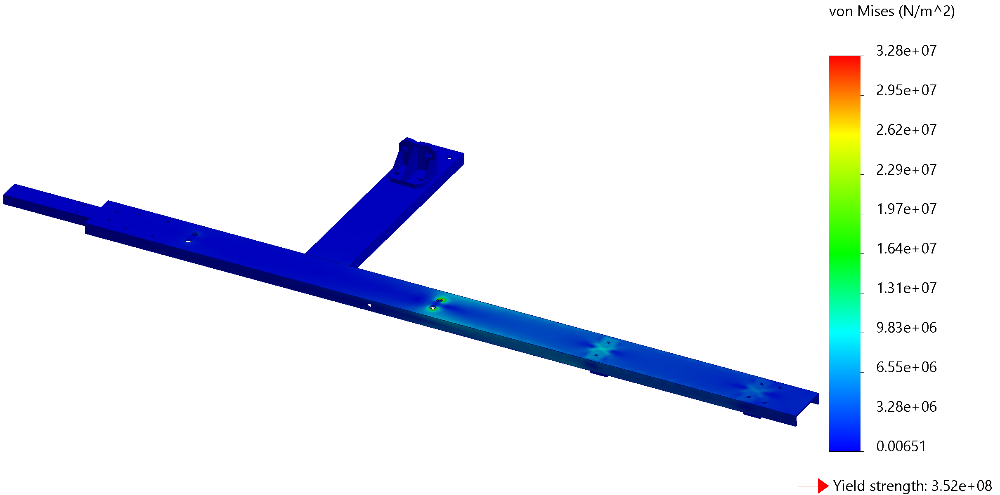 von Mises (N/m^2)
3.28e+07
2.95e+07
2.62e+07
2.29e+07
1.97e+07
1.64e+07
1.31e+07
9.83e+06
6.55e+06
3.28e+06
0.00651
Yield strength: 3.52e+08